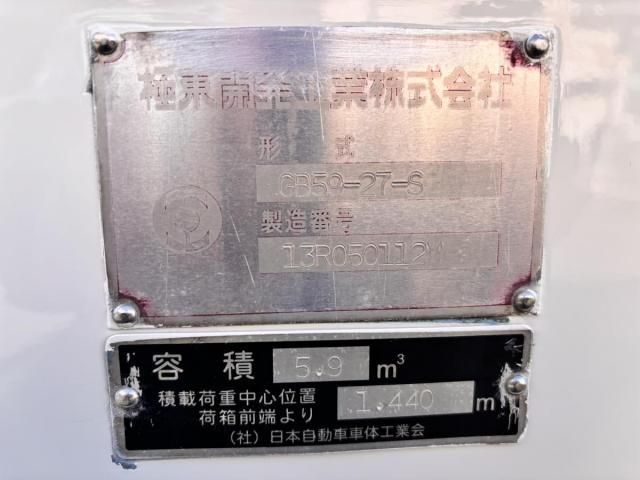 極東開発工業株式会社
形 式
GB59-27-S
製造番号
13R050112M
容 積 5.9 m³
積載荷重中心位置
荷箱前端より 1.440 m
(社) 日本自動車車体工業会